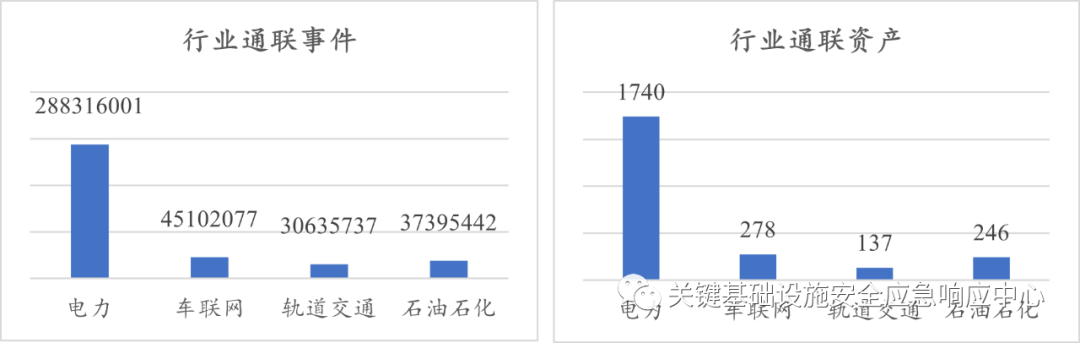 行业通联事件
288316001
45102077
30635737
37395442
电力
车联网
轨道交通
石油石化
行业通联资产
1740
278
137
246
电力
车联网
轨道交通
石油石化
关键基础设施安全应急响应中心